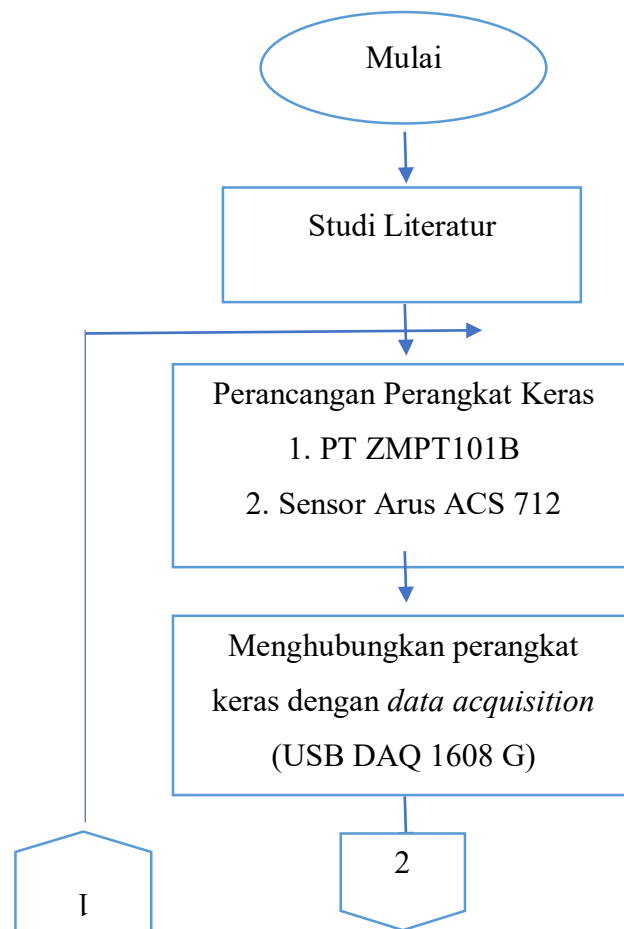 Mulai
Studi Literatur
Perancangan Perangkat Keras
1. PT ZMPT101B
2. Sensor Arus ACS 712
Menghubungkan perangkat
keras dengan data acquisition
(USB DAQ 1608 G)
2
1